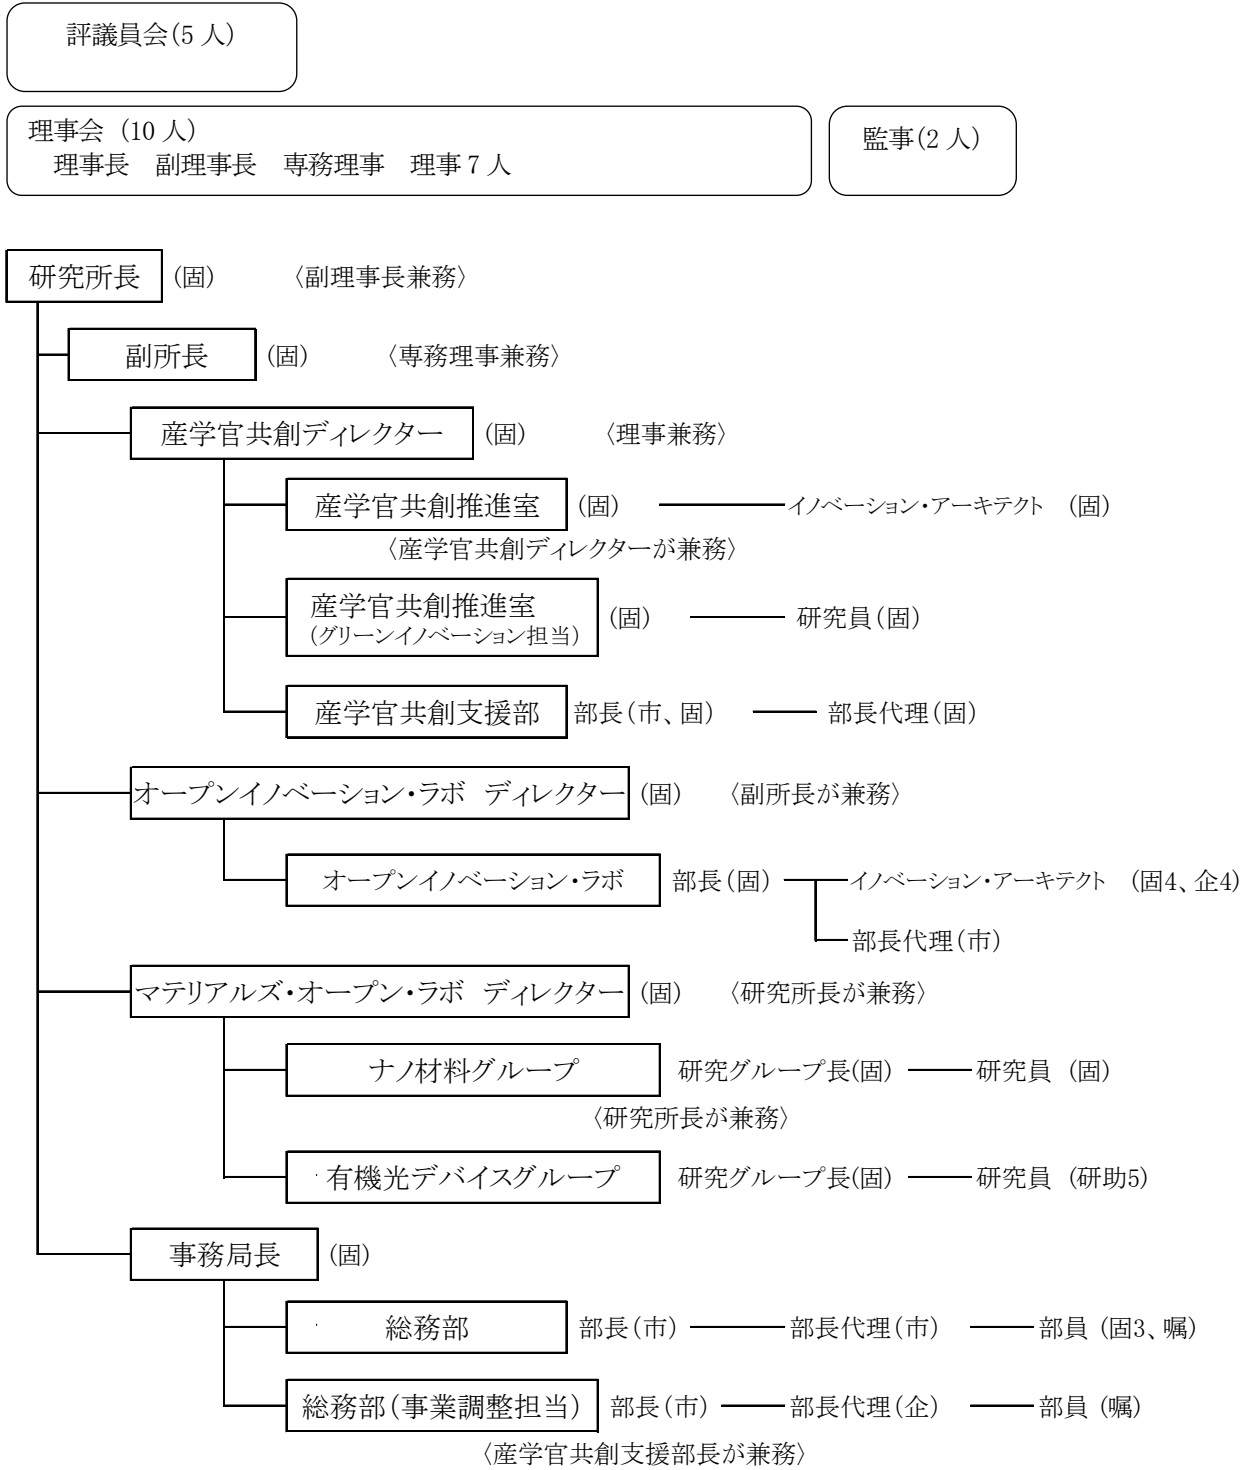 評議員会(5 人)
理事会 (10 人)
理事長 副理事長 専務理事 理事 7 人
監事(2 人)
研究所長 (固) 〈副理事長兼務〉
副所長 (固) 〈専務理事兼務〉
産学官共創ディレクター (固) 〈理事兼務〉
産学官共創推進室 (固) イノベーション・アーキテクト (固)
〈産学官共創ディレクターが兼務〉
産学官共創推進室 (固) 研究員(固)
(グリーンイノベーション担当)
産学官共創支援部 部長(市、固) 部長代理(固)
オープンイノベーション・ラボ ディレクター (固) 〈副所長が兼務〉
オープンイノベーション・ラボ 部長(固) イノベーション・アーキテクト (固4、企4)
部長代理(市)
マテリアルズ・オープン・ラボ ディレクター (固) 〈研究所長が兼務〉
ナノ材料グループ 研究グループ長(固) 研究員 (固)
〈研究所長が兼務〉
有機光デバイスグループ 研究グループ長(固) 研究員 (研助5)
事務局長 (固)
総務部 部長(市) 部長代理(市) 部員 (固3、嘱)
総務部(事業調整担当) 部長(市) 部長代理(企) 部員 (嘱)
〈産学官共創支援部長が兼務〉